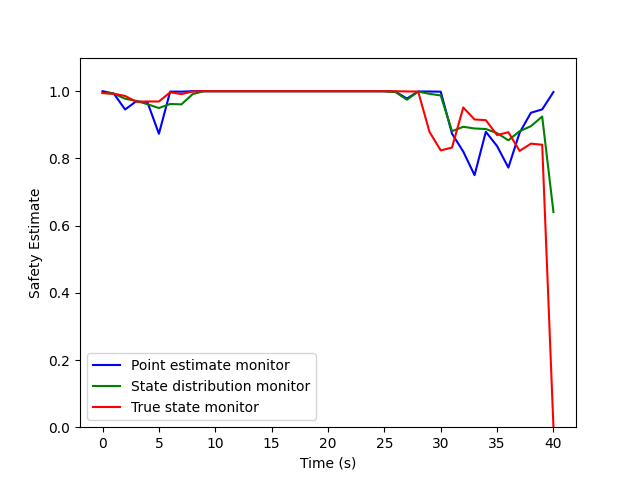 1.0
0.8
0.6
0.4
0.2
0.0
Safety Estimate
Point estimate monitor
State distribution monitor
True state monitor
0 5 10 15 20 25 30 35 40
Time (s)